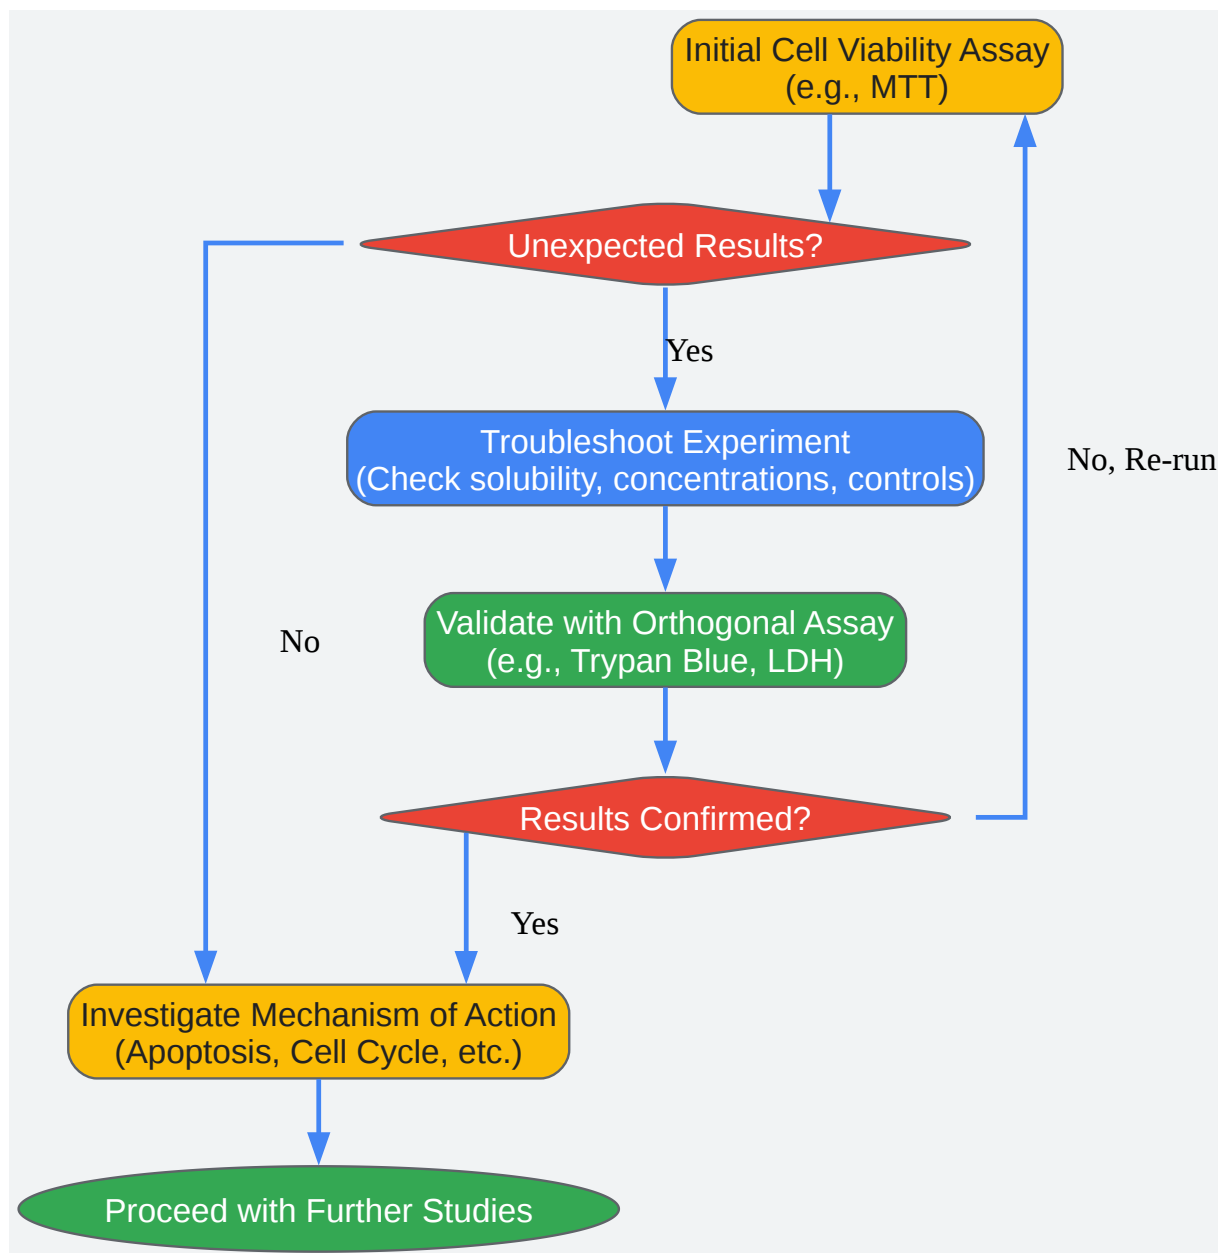 Initial Cell Viability Assay
(e.g., MTT)
Unexpected Results?
Yes
Troubleshoot Experiment
(Check solubility, concentrations, controls)
No, Re-run
Validate with Orthogonal Assay
(e.g., Trypan Blue, LDH)
No
Results Confirmed?
Yes
Investigate Mechanism of Action
(Apoptosis, Cell Cycle, etc.)
Proceed with Further Studies